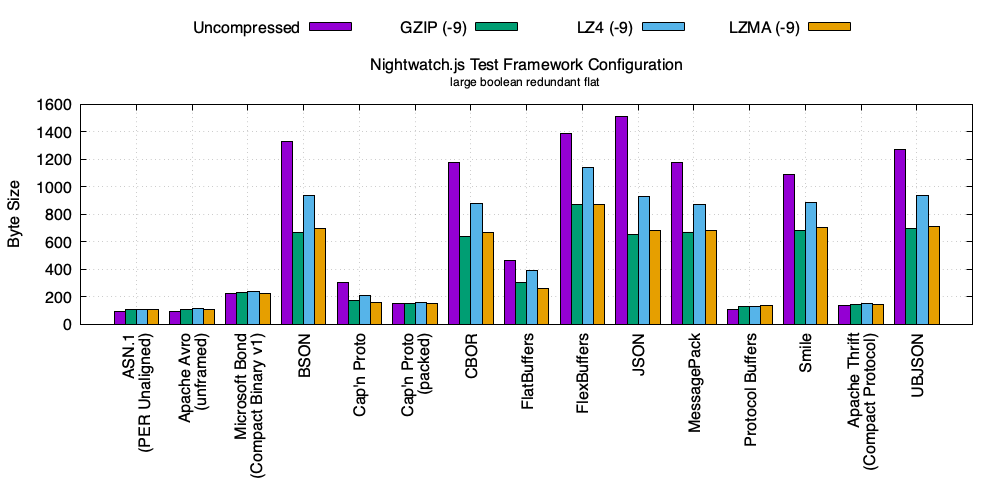 Uncompressed GZIP (-9) LZ4 (-9) LZMA (-9)
Nightwatch.js Test Framework Configuration
large boolean redundant flat
Byte Size
1600
1400
1200
1000
800
600
400
200
0
ASN.1
(PER Unaligned)
Apache Avro
(unframed)
Microsoft Bond
(Compact Binary v1)
BSON
Cap'n Proto
Cap'n Proto
(packed)
CBOR
FlatBuffers
FlexBuffers
JSON
MessagePack
Protocol Buffers
Smile
Apache Thrift
(Compact Protocol)
UBJSON